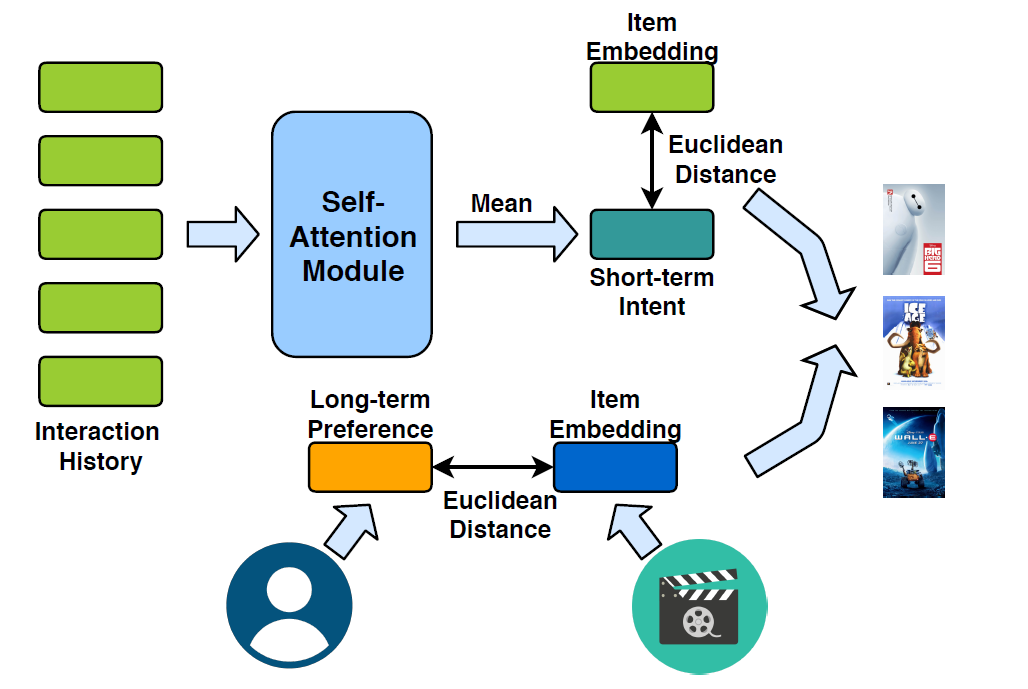 Item
Embedding
Euclidean
Distance
Self-
Attention
Module
Mean
Short-term
Intent
Interaction
History
Long-term
Preference
Item
Embedding
Euclidean
Distance
BIG
HERO
6
ICE
AGE
WALL-E